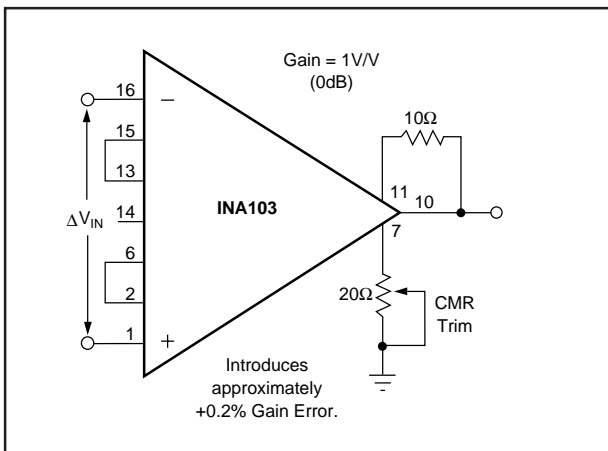 Gain = 1V/V
(0dB)
16
–
10Ω
15
13
11
10
INA103
14
ΔV_IN
7
6
2
20Ω
CMR
Trim
1
+
Introduces
approximately
+0.2% Gain Error.